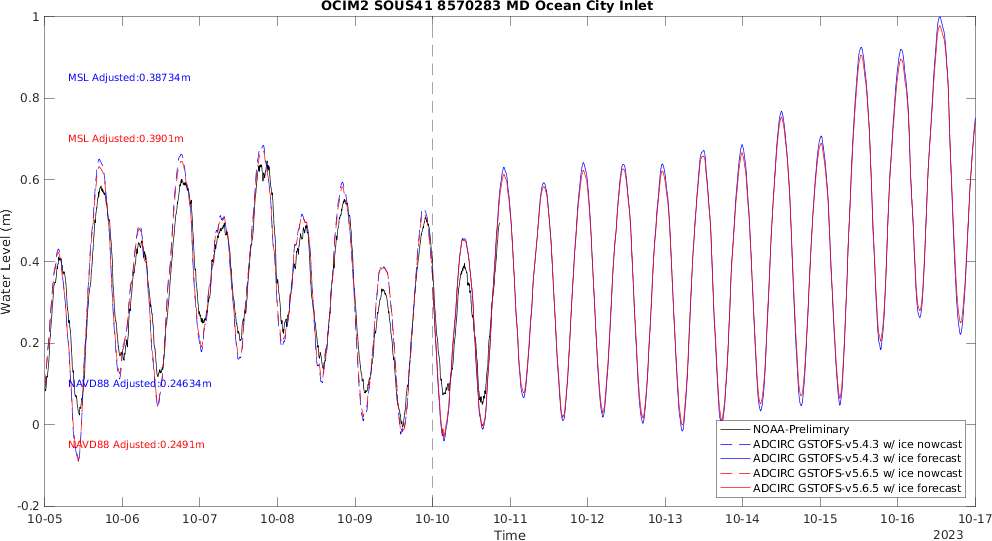 OCIM2 SOUS41 8570283 MD Ocean City Inlet
1
0.8
0.6
0.4
0.2
0
-0.2
Water Level (m)
MSL Adjusted:0.38734m
MSL Adjusted:0.3901m
NAVD88 Adjusted:0.24634m
NAVD88 Adjusted:0.2491m
NOAA-Preliminary
ADCIRC GSTOFS-v5.4.3 w/ ice nowcast
ADCIRC GSTOFS-v5.4.3 w/ ice forecast
ADCIRC GSTOFS-v5.6.5 w/ ice nowcast
ADCIRC GSTOFS-v5.6.5 w/ ice forecast
10-05 10-06 10-07 10-08 10-09 10-10 10-11 10-12 10-13 10-14 10-15 10-16 10-17
Time
2023